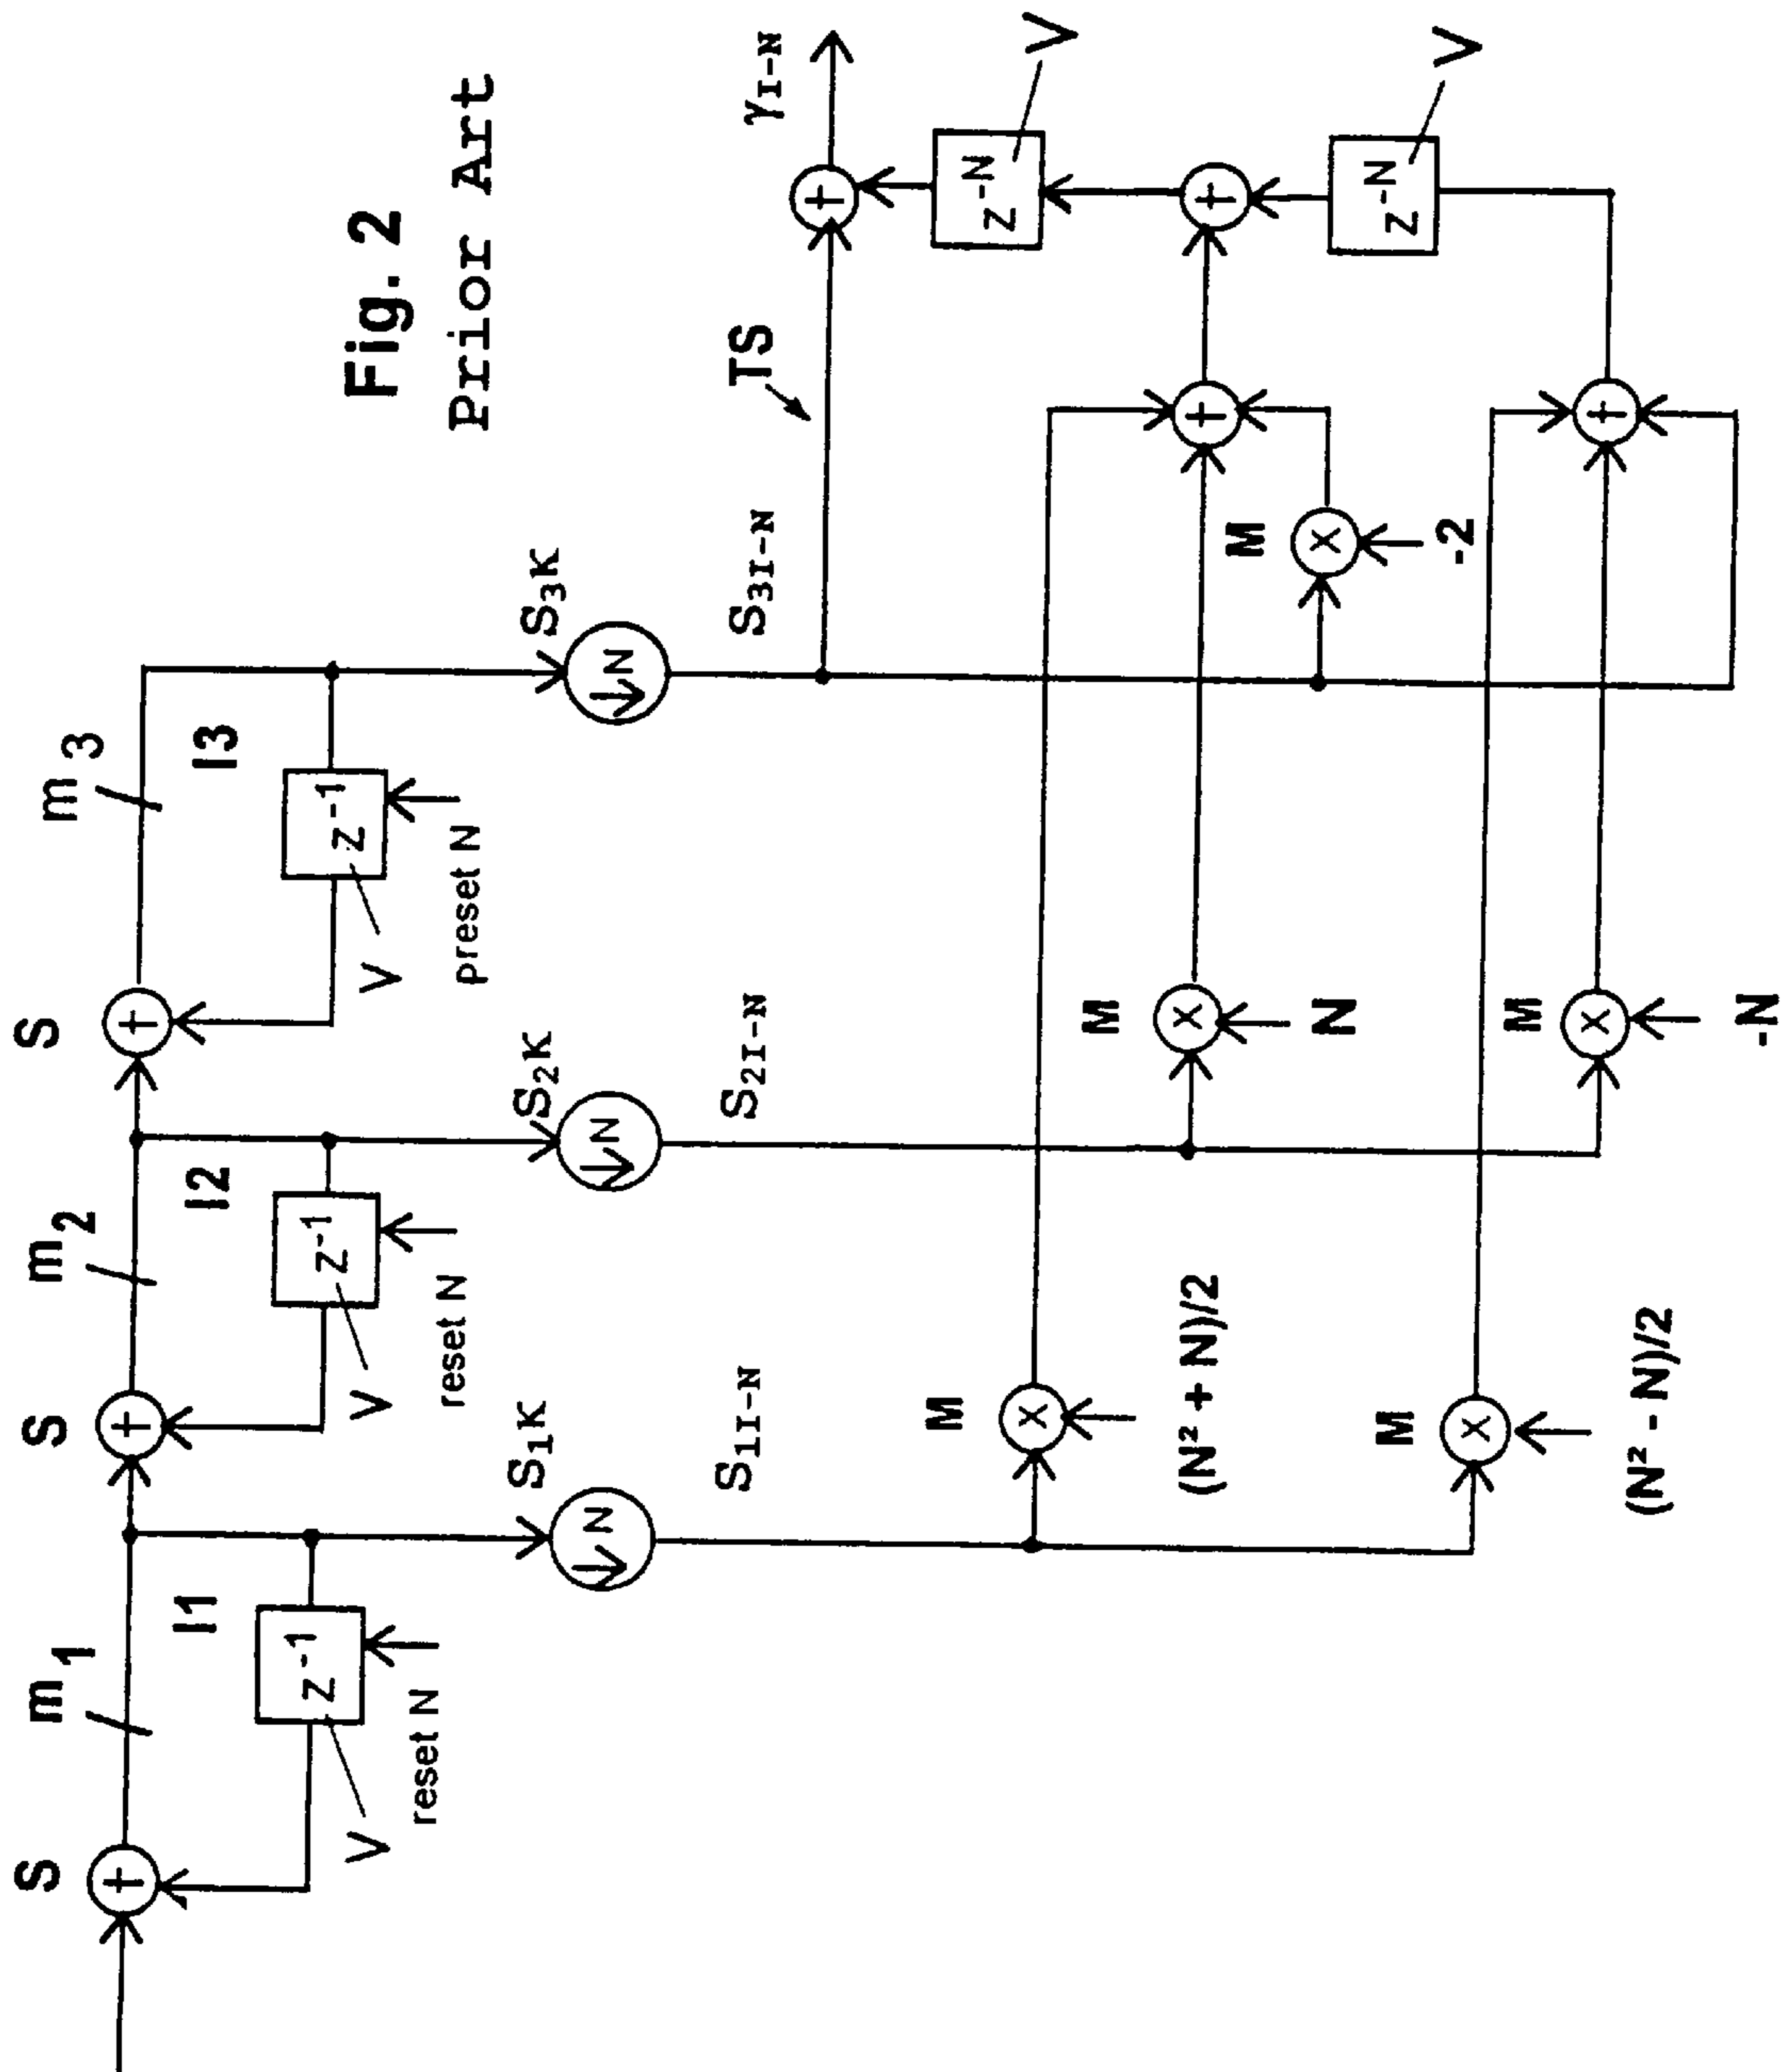 Fig. 2
Prior Art
S
m₁
I1
z⁻¹
V
reset N
S
m₂
I2
z⁻¹
V
reset N
S
m₃
I3
z⁻¹
V
preset N
S₁K
↓N
S₁I-N
S₂K
↓N
S₂I-N
S₃K
↓N
S₃I-N
TS
γI-N
z⁻ᴺ
V
z⁻ᴺ
V
M
(N² + N)/2
M
N
M
-2
M
(N² - N)/2
M
-N